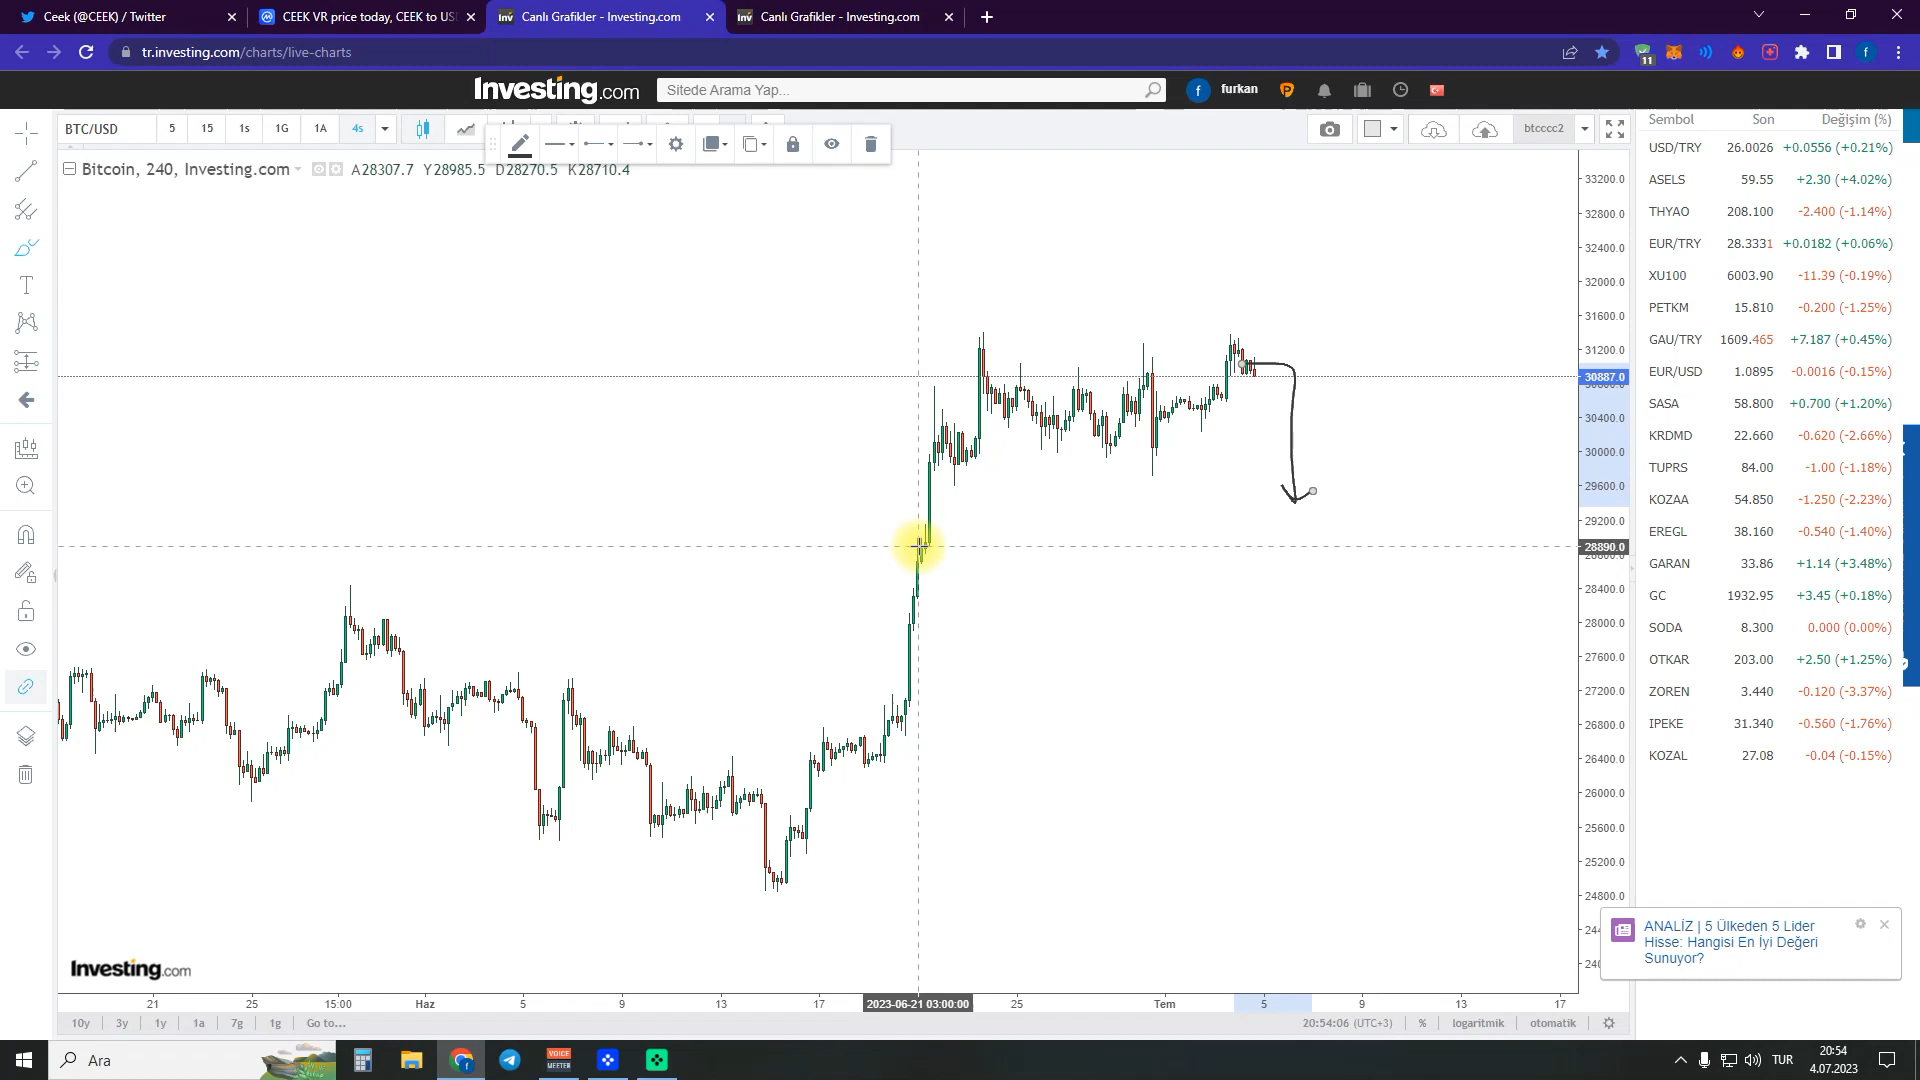 Ceek (@CEEK) / Twitter
CEEK VR price today, CEEK to US
Canlı Grafikler - Investing.com
Canlı Grafikler - Investing.com
tr.investing.com/charts/live-charts
11
f
Investing.com
Sitede Arama Yap...
f
furkan
BTC/USD
5
15
1s
1G
1A
4s
btcccc2
Bitcoin, 240, Investing.com
A28307.7 Y28985.5 D28270.5 K28710.4
33200.0
32800.0
32400.0
32000.0
31600.0
31200.0
30887.0
30400.0
30000.0
29600.0
29200.0
28890.0
28400.0
28000.0
27600.0
27200.0
26800.0
26400.0
26000.0
25600.0
25200.0
24800.0
Investing.com
21
25
15:00
Haz
5
9
13
17
2023-06-21 03:00:00
25
Tem
5
9
13
17
10y
3y
1y
1a
7g
1g
Go to...
20:54:06 (UTC+3)
%
logaritmik
otomatik
Sembol Son Değişim (%)
USD/TRY 26.0026 +0.0556 (+0.21%)
ASELS 59.55 +2.30 (+4.02%)
THYAO 208.100 -2.400 (-1.14%)
EUR/TRY 28.3331 +0.0182 (+0.06%)
XU100 6003.90 -11.39 (-0.19%)
PETKM 15.810 -0.200 (-1.25%)
GAU/TRY 1609.465 +7.187 (+0.45%)
EUR/USD 1.0895 -0.0016 (-0.15%)
SASA 58.800 +0.700 (+1.20%)
KRDMD 22.660 -0.620 (-2.66%)
TUPRS 84.00 -1.00 (-1.18%)
KOZAA 54.850 -1.250 (-2.23%)
EREGL 38.160 -0.540 (-1.40%)
GARAN 33.86 +1.14 (+3.48%)
GC 1932.95 +3.45 (+0.18%)
SODA 8.300 0.000 (0.00%)
OTKAR 203.00 +2.50 (+1.25%)
ZOREN 3.440 -0.120 (-3.37%)
IPEKE 31.340 -0.560 (-1.76%)
KOZAL 27.08 -0.04 (-0.15%)
ANALİZ | 5 Ülkeden 5 Lider
Hisse: Hangisi En İyi Değeri
Sunuyor?
Ara
VOICE
MEETER
TUR
20:54
4.07.2023